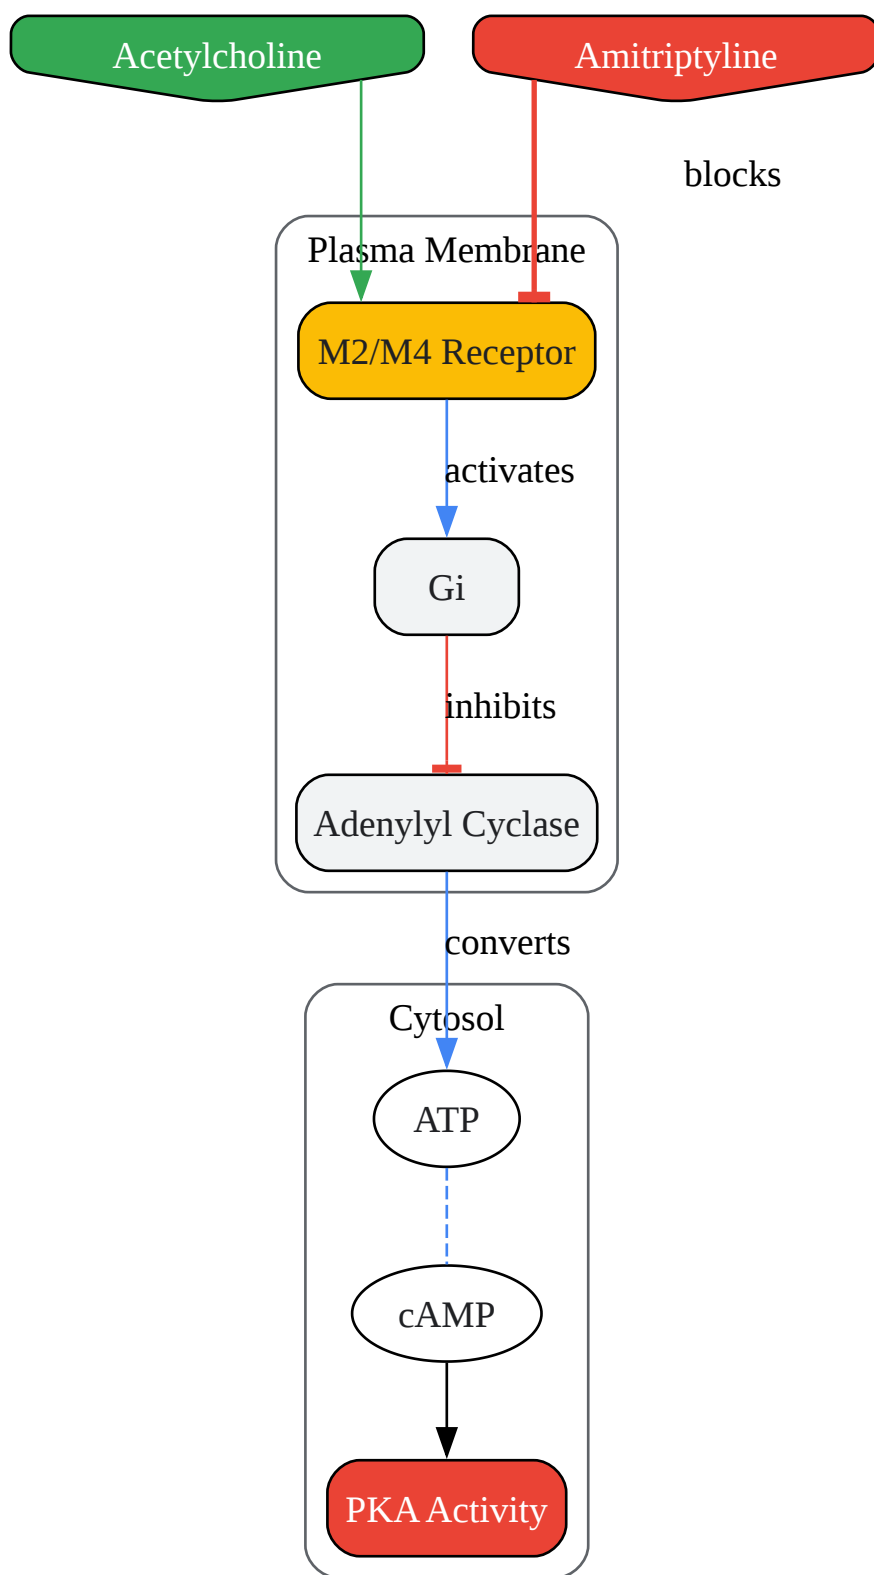 Acetylcholine
Amitriptyline
blocks
Plasma Membrane
M2/M4 Receptor
activates
Gi
inhibits
Adenylyl Cyclase
converts
Cytosol
ATP
cAMP
PKA Activity